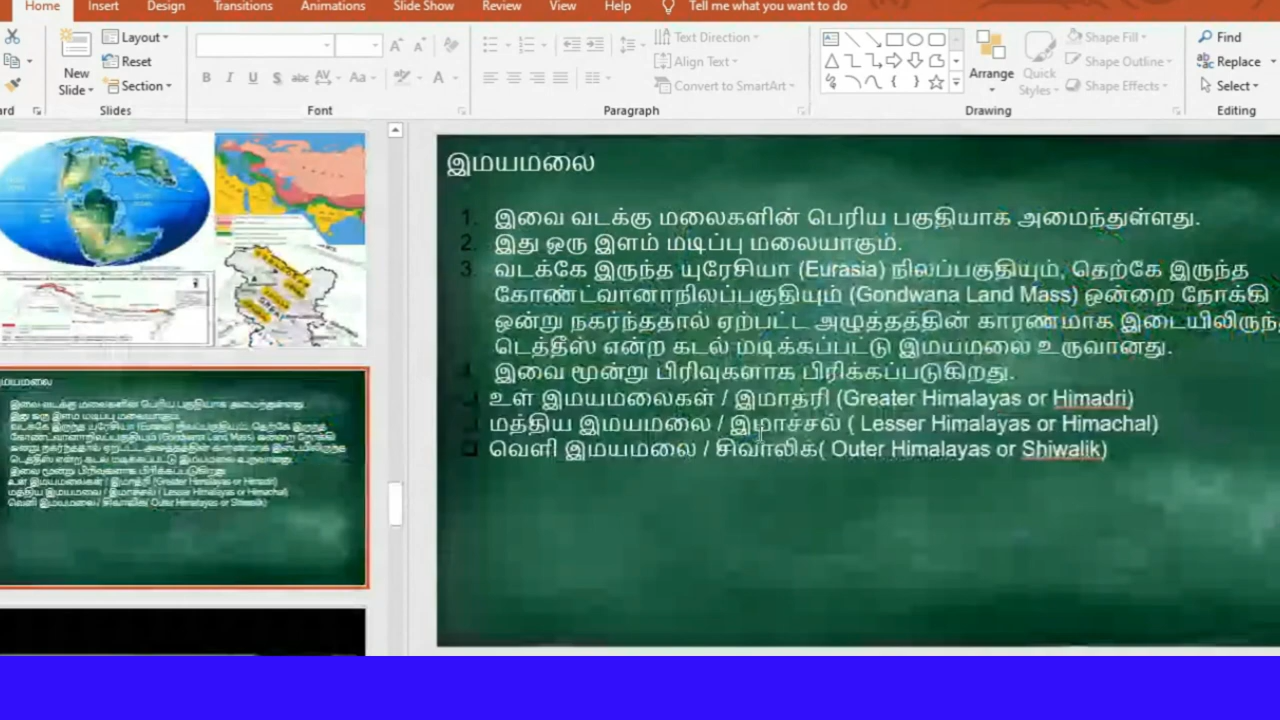 Home Insert Design Transitions Animations Slide Show Review View Help Tell me what you want to do
Layout
Reset
New Slide
Section
Text Direction
Align Text
Convert to SmartArt
Arrange
Quick Styles
Shape Fill
Shape Outline
Shape Effects
Find
Replace
Select
Slides Font Paragraph Drawing Editing
இமயமலை
1. இவை வடக்கு மலைகளின் பெரிய பகுதியாக அமைந்துள்ளது.
2. இது ஒரு இளம் மடிப்பு மலையாகும்.
3. வடக்கே இருந்த யுரேசியா (Eurasia) நிலப்பகுதியும், தெற்கே இருந்த
கோண்ட்வானாநிலப்பகுதியும் (Gondwana Land Mass) ஒன்றை நோக்கி
ஒன்று நகர்ந்ததால் ஏற்பட்ட அழுத்தத்தின் காரணமாக
டெத்தீஸ் என்ற கடல் மடிக்கப்பட்டு இமயமலை உருவானது.
இவை மூன்று பிரிவுகளாக பிரிக்கப்படுகிறது.
உள் இமயமலைகள் / இமாத்ரி (Greater Himalayas or Himadri)
மத்திய இமயமலை / இமாச்சல் ( Lesser Himalayas or Himachal)
வெளி இமயமலை / சிவாலிக்( Outer Himalayas or Shiwalik)